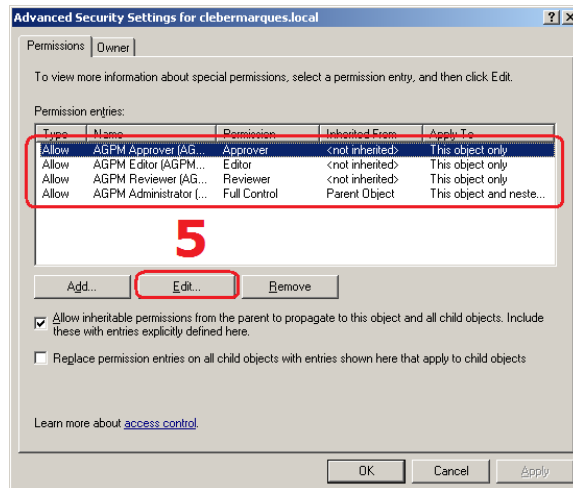 Advanced Security Settings for clebermarques.local
Permissions Owner
To view more information about special permissions, select a permission entry, and then click Edit.
Permission entries:
Type Name Permission Inherited From Apply To
Allow AGPM Approver (AG... Approver <not inherited> This object only
Allow AGPM Editor (AGPM... Editor <not inherited> This object only
Allow AGPM Reviewer (AG... Reviewer <not inherited> This object only
Allow AGPM Administrator (... Full Control Parent Object This object and neste...
5
Add... Edit... Remove
Allow inheritable permissions from the parent to propagate to this object and all child objects. Include
these with entries explicitly defined here.
Replace permission entries on all child objects with entries shown here that apply to child objects
Learn more about access control.
OK Cancel Apply